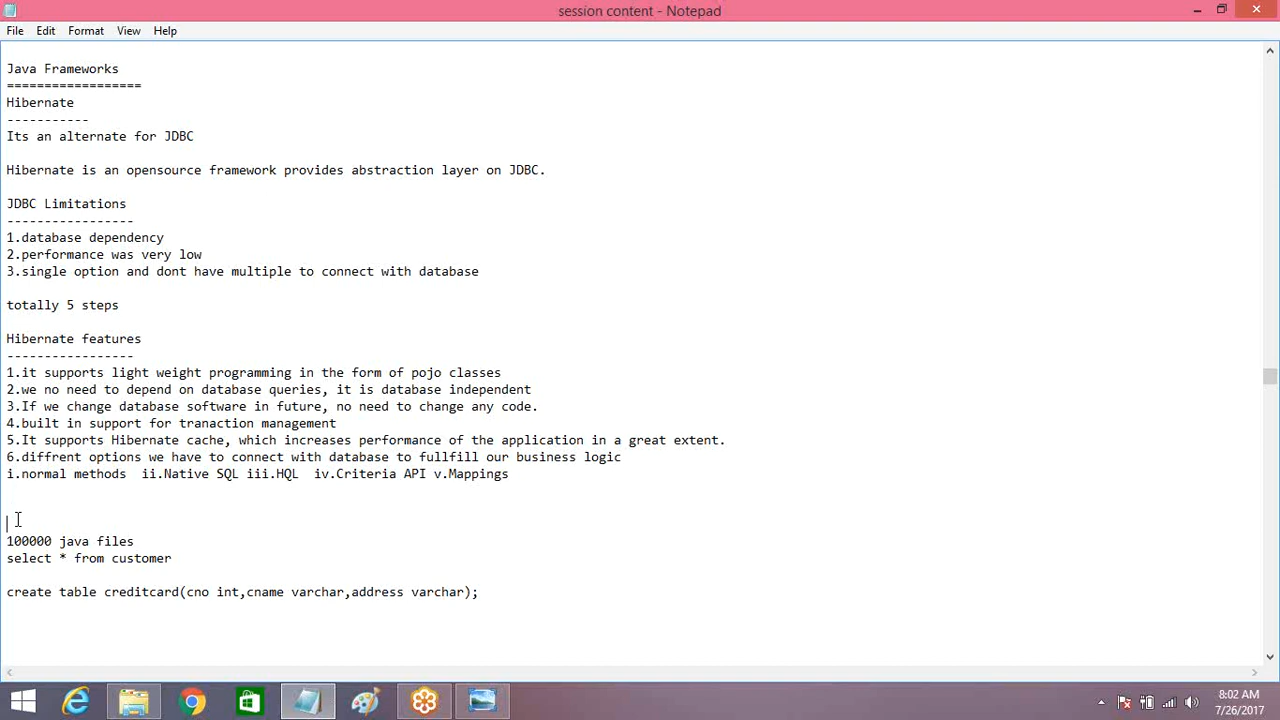 session content - Notepad
File Edit Format View Help
Java Frameworks
==================
Hibernate
-----------
Its an alternate for JDBC
Hibernate is an opensource framework provides abstraction layer on JDBC.
JDBC Limitations
-----------------
1.database dependency
2.performance was very low
3.single option and dont have multiple to connect with database
totally 5 steps
Hibernate features
-----------------
1.it supports light weight programming in the form of pojo classes
2.we no need to depend on database queries, it is database independent
3.If we change database software in future, no need to change any code.
4.built in support for tranaction management
5.It supports Hibernate cache, which increases performance of the application in a great extent.
6.diffrent options we have to connect with database to fullfill our business logic
i.normal methods  ii.Native SQL iii.HQL  iv.Criteria API v.Mappings
100000 java files
select * from customer
create table creditcard(cno int,cname varchar,address varchar);
8:02 AM
7/26/2017